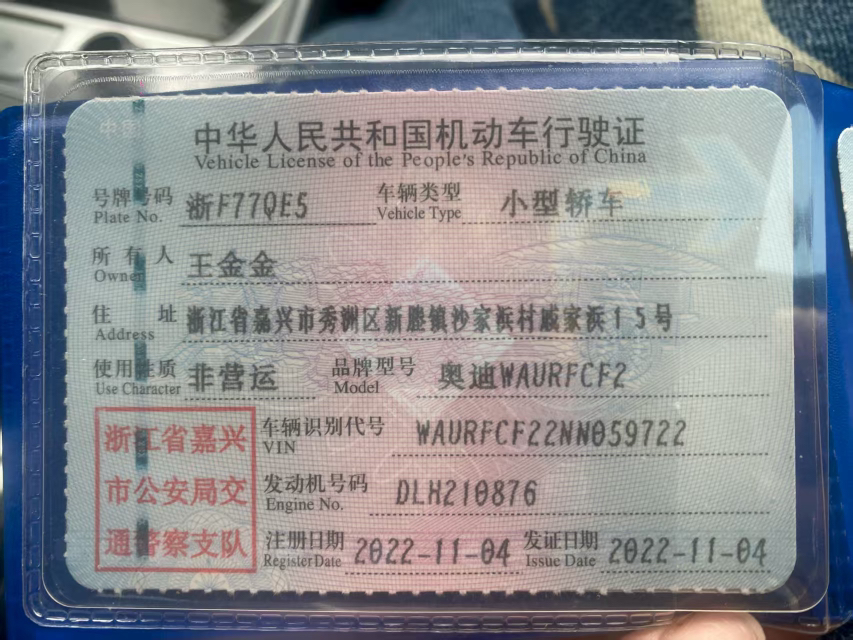 中华人民共和国机动车行驶证
Vehicle License of the People's Republic of China
号牌号码 浙F77QE5 车辆类型 小型轿车
Plate No. Vehicle Type
所有人 王金金
Owner
住址 浙江省嘉兴市秀洲区新塍镇沙家浜村戚家浜15号
Address
使用性质 非营运 品牌型号 奥迪WAURFCF2
Use Character Model
浙江省嘉兴 车辆识别代号 WAURFCF22NN059722
VIN
市公安局交 发动机号码 DLH210876
Engine No.
通警察支队 注册日期 2022-11-04 发证日期 2022-11-04
Register Date Issue Date